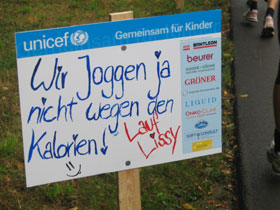 unicef
Gemeinsam für Kinder
Wir Joggen ja
nicht wegen den
Kalorien!
Lauf
Lissy
beurer
GRÜNER
LIQUID